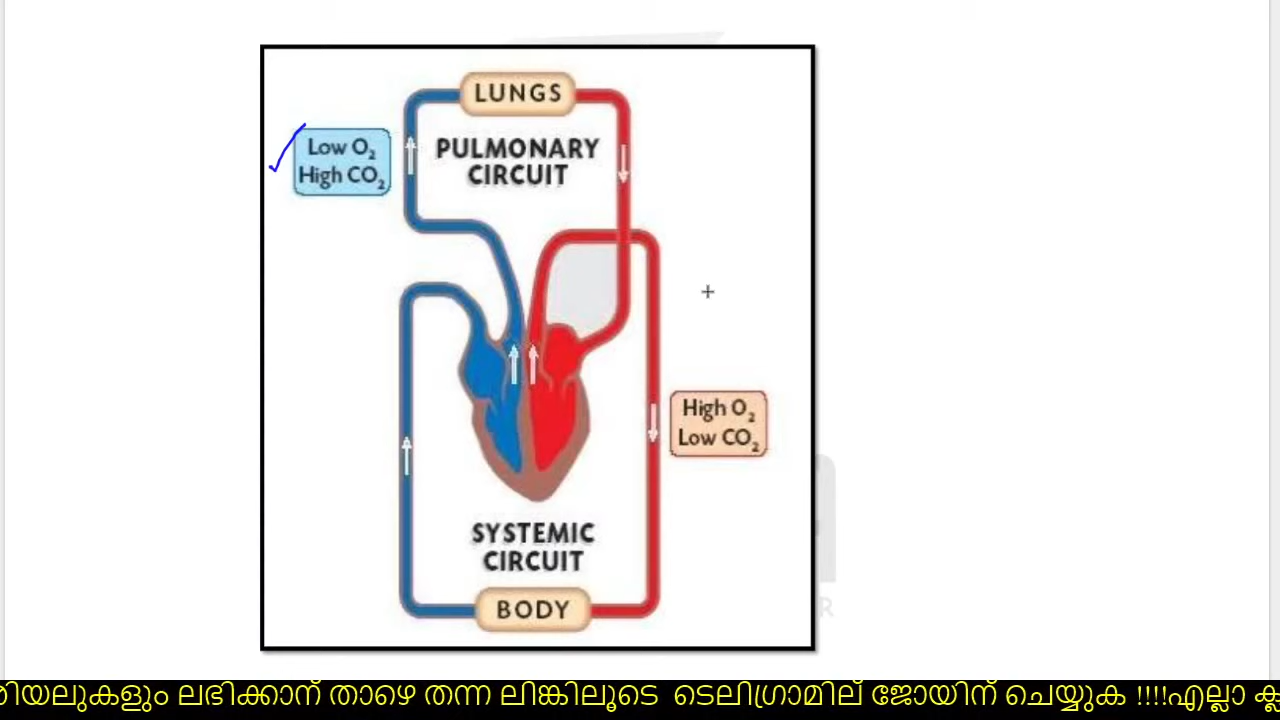 LUNGS
Low O₂
High CO₂
PULMONARY
CIRCUIT
High O₂
Low CO₂
SYSTEMIC
CIRCUIT
BODY
R
രിയലുകളും ലഭിക്കാന് താഴെ തന്ന ലിങ്കിലൂടെ ടെലിഗ്രാമില് ജോയിന് ചെയ്യുക !!!!എല്ലാ ക്ല